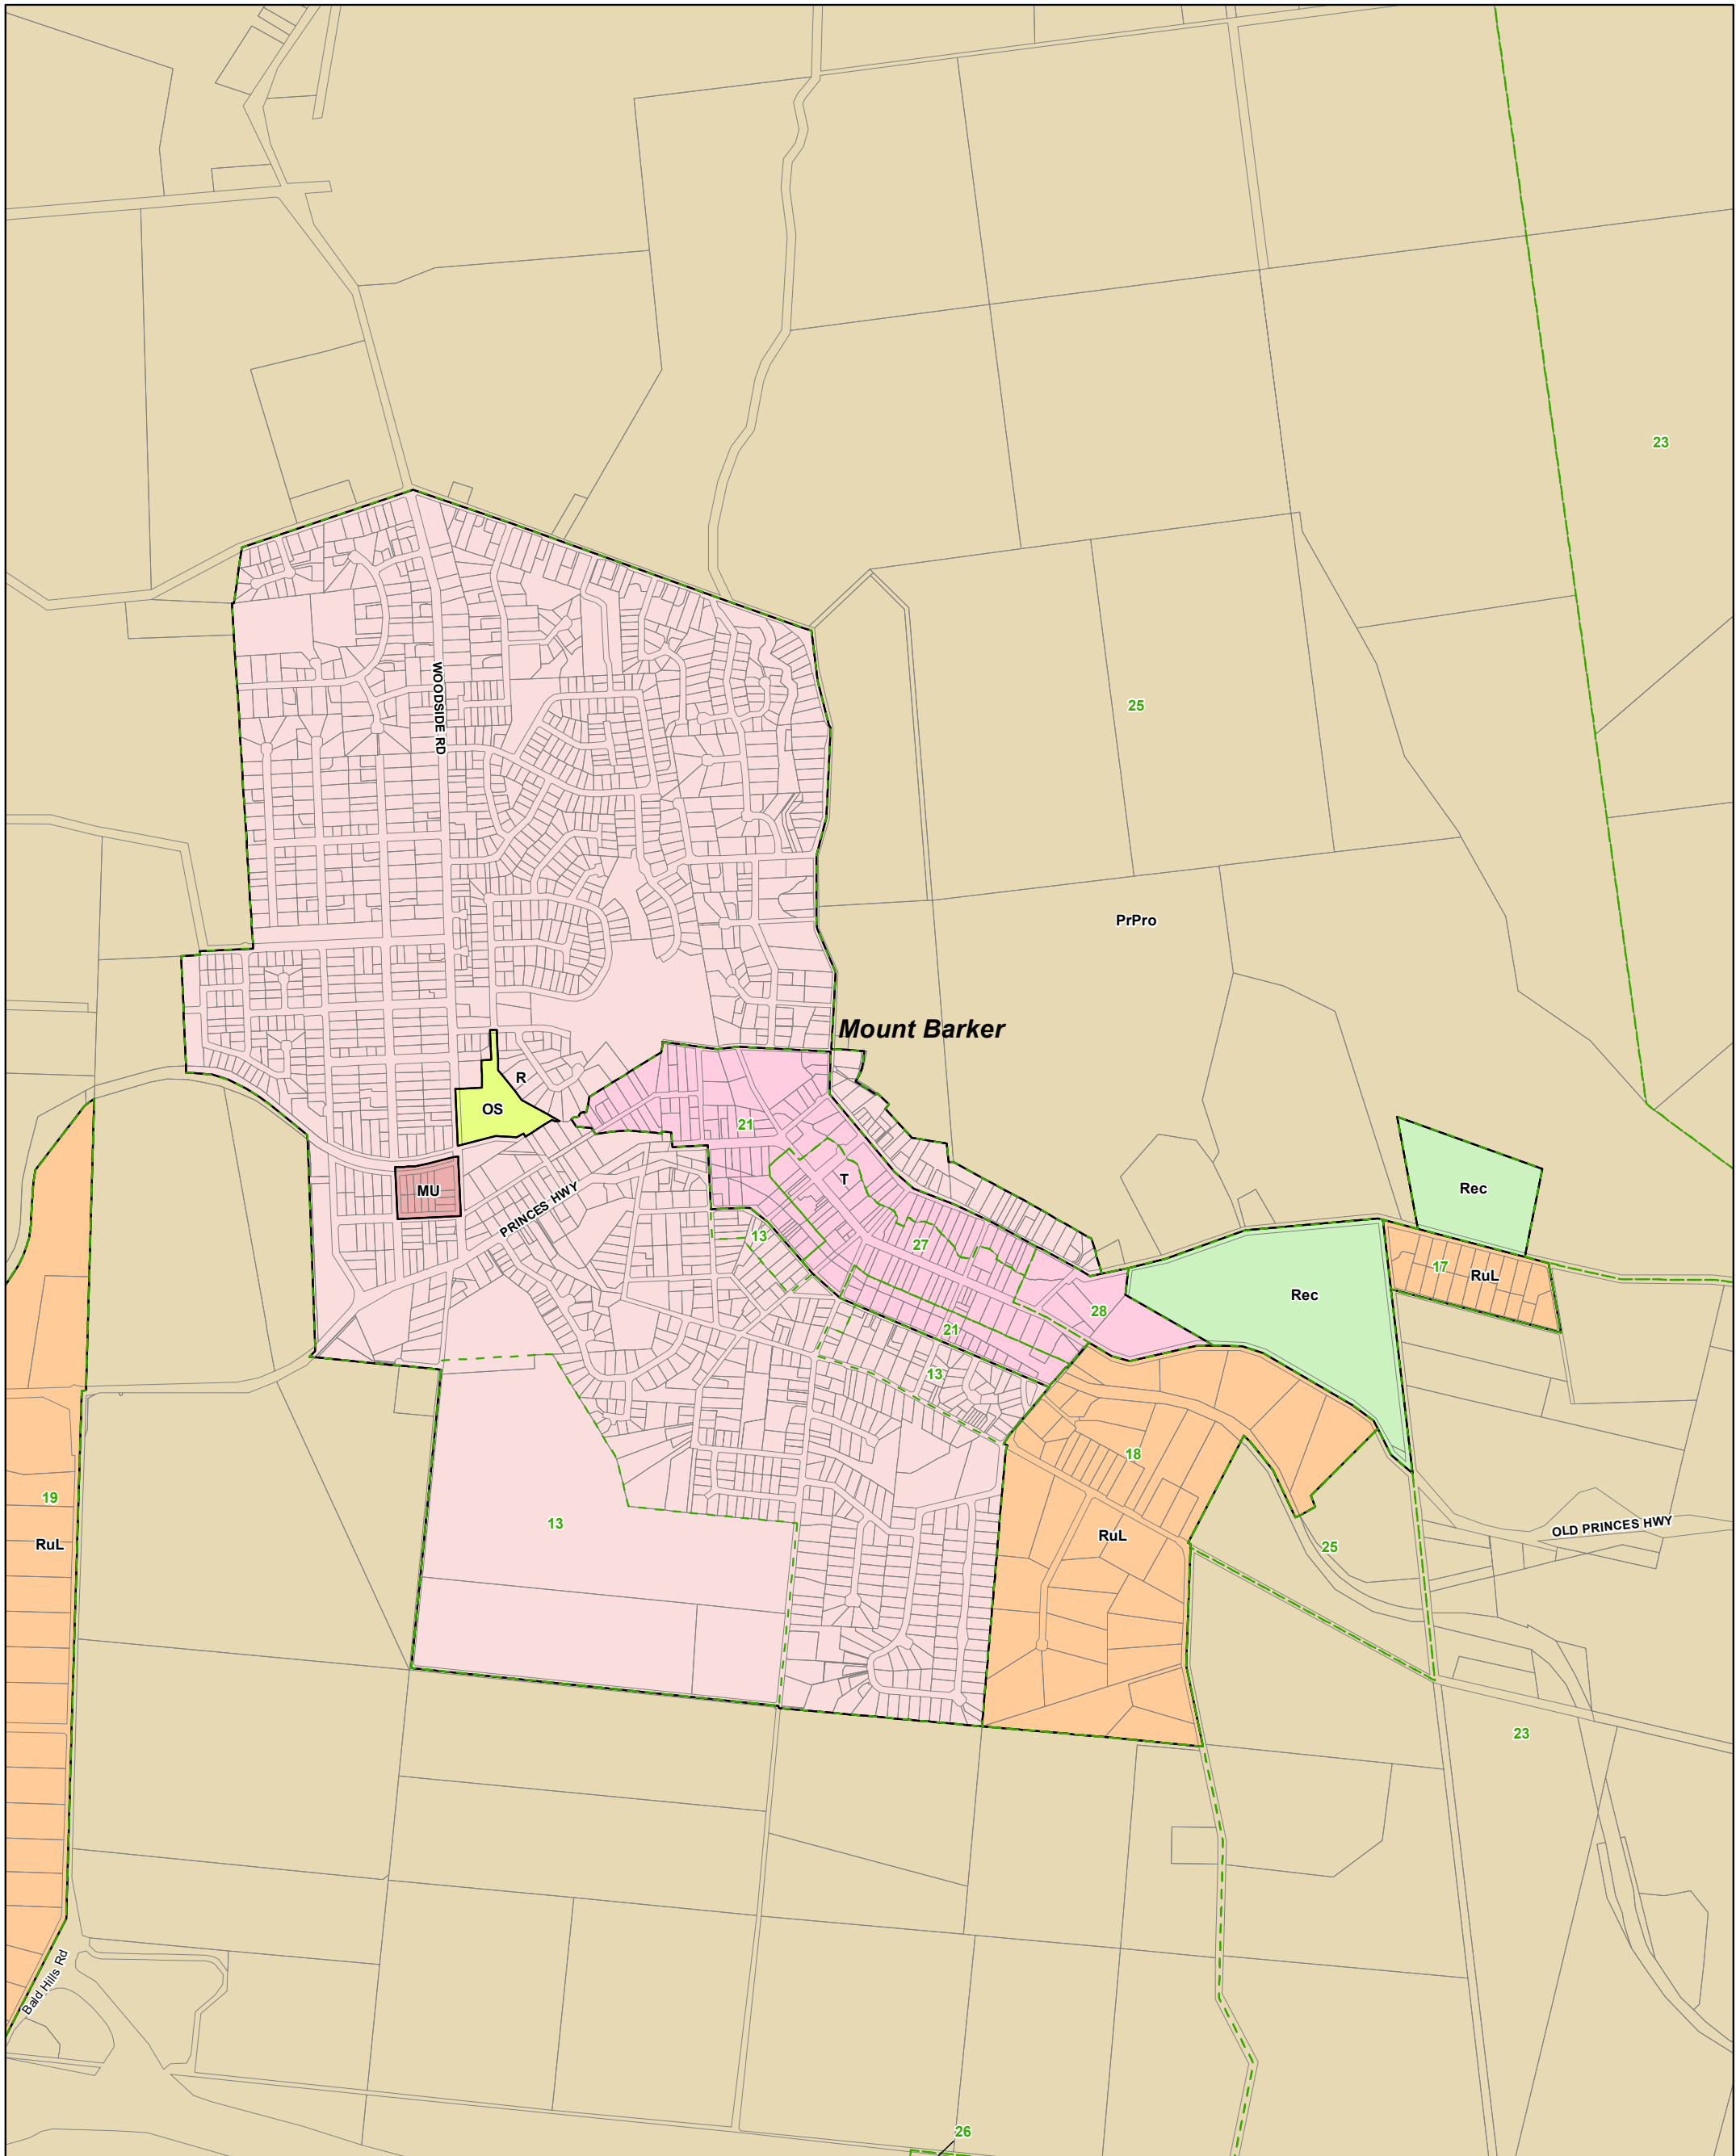 23
WOODSIDE RD
25
PrPro
Mount Barker
R
OS
21
T
MU
PRINCES HWY
Rec
13
27
17
RuL
Rec
28
21
13
18
19
13
OLD PRINCES HWY
RuL
RuL
25
23
Bald Hills Rd
26